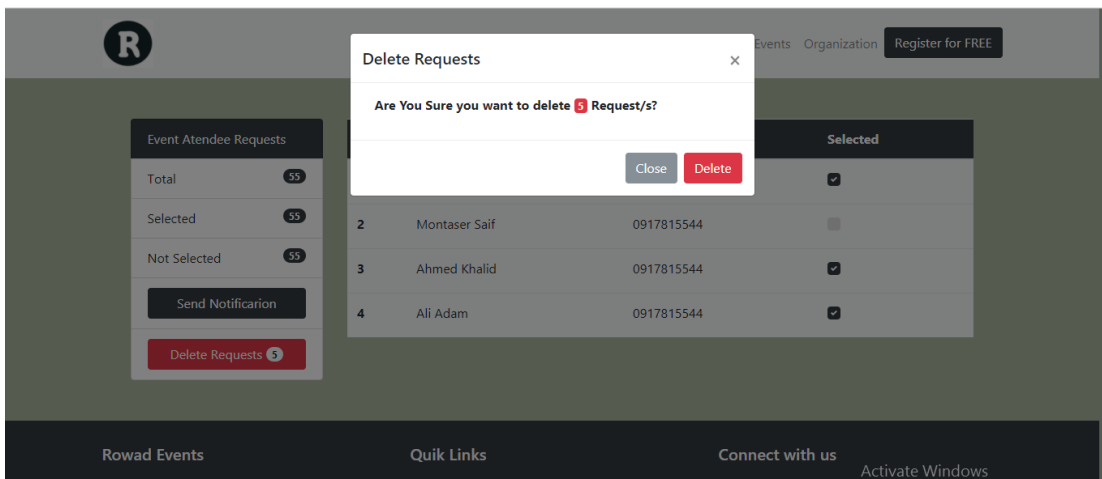 R
Events Organization Register for FREE
Delete Requests ×
Are You Sure you want to delete 5 Request/s?
Close Delete
Event Atendee Requests
Total 55
Selected 55
Not Selected 55
Send Notificarion
Delete Requests 5
Selected
2 Montaser Saif 0917815544
3 Ahmed Khalid 0917815544
4 Ali Adam 0917815544
Rowad Events Quik Links Connect with us
Activate Windows